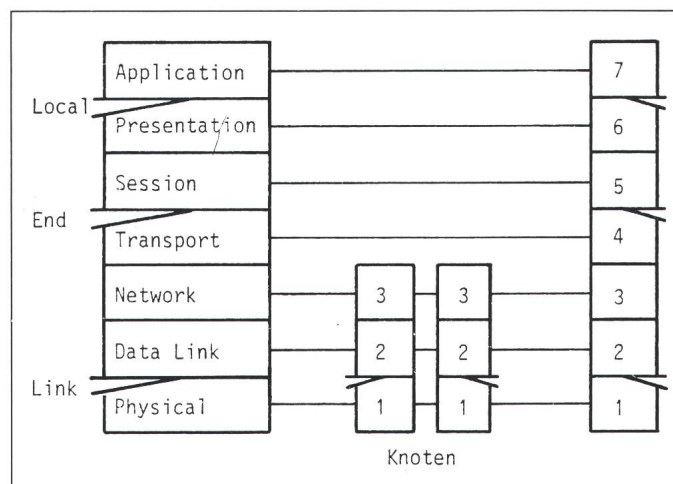 Application 7
Local
Presentation 6
Session 5
End
Transport 4
Network 3 3 3
Data Link 2 2 2
Link
Physical 1 1 1
Knoten